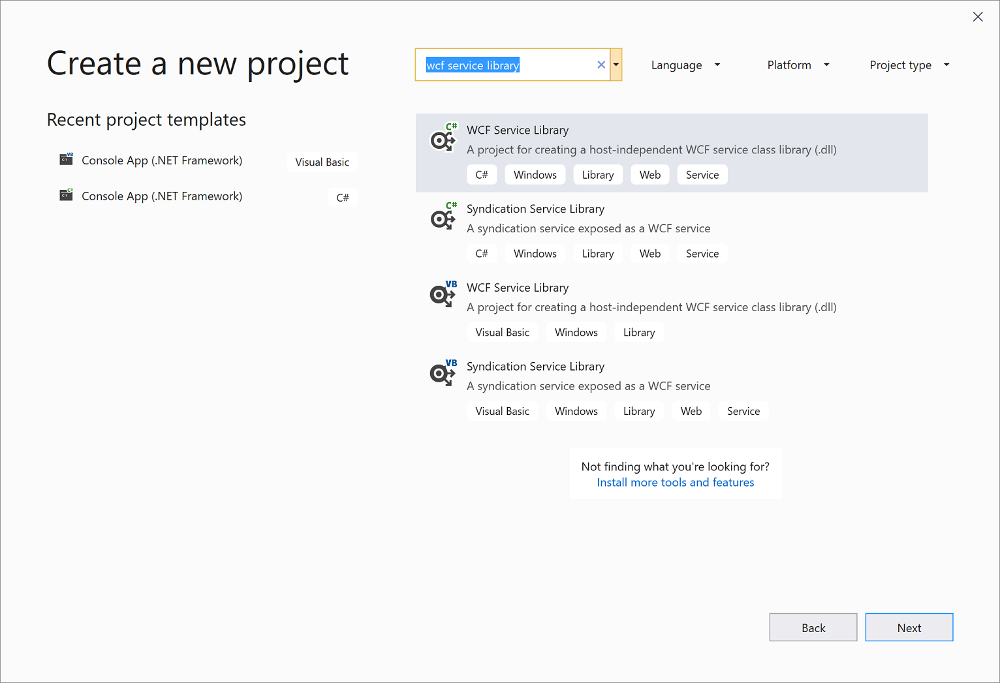 Create a new project
wcf service library
Language
Platform
Project type
Recent project templates
Console App (.NET Framework)
Visual Basic
Console App (.NET Framework)
C#
C#
WCF Service Library
A project for creating a host-independent WCF service class library (.dll)
C# Windows Library Web Service
C#
Syndication Service Library
A syndication service exposed as a WCF service
C# Windows Library Web Service
VB
WCF Service Library
A project for creating a host-independent WCF service class library (.dll)
Visual Basic Windows Library
VB
Syndication Service Library
A syndication service exposed as a WCF service
Visual Basic Windows Library Web Service
Not finding what you're looking for?
Install more tools and features
Back
Next